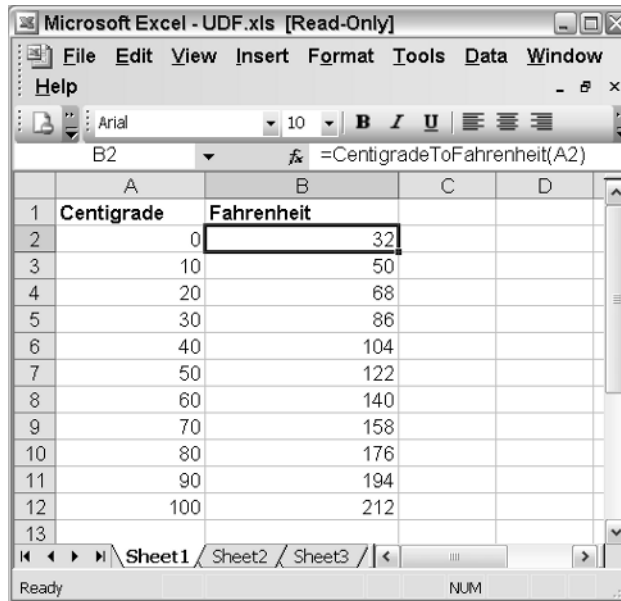 Microsoft Excel - UDF.xls [Read-Only]
File Edit View Insert Format Tools Data Window
Help
Arial 10 B I U
B2 fx =CentigradeToFahrenheit(A2)
A B C D
1 Centigrade Fahrenheit
2 0 32
3 10 50
4 20 68
5 30 86
6 40 104
7 50 122
8 60 140
9 70 158
10 80 176
11 90 194
12 100 212
13
Sheet1 Sheet2 Sheet3
Ready NUM